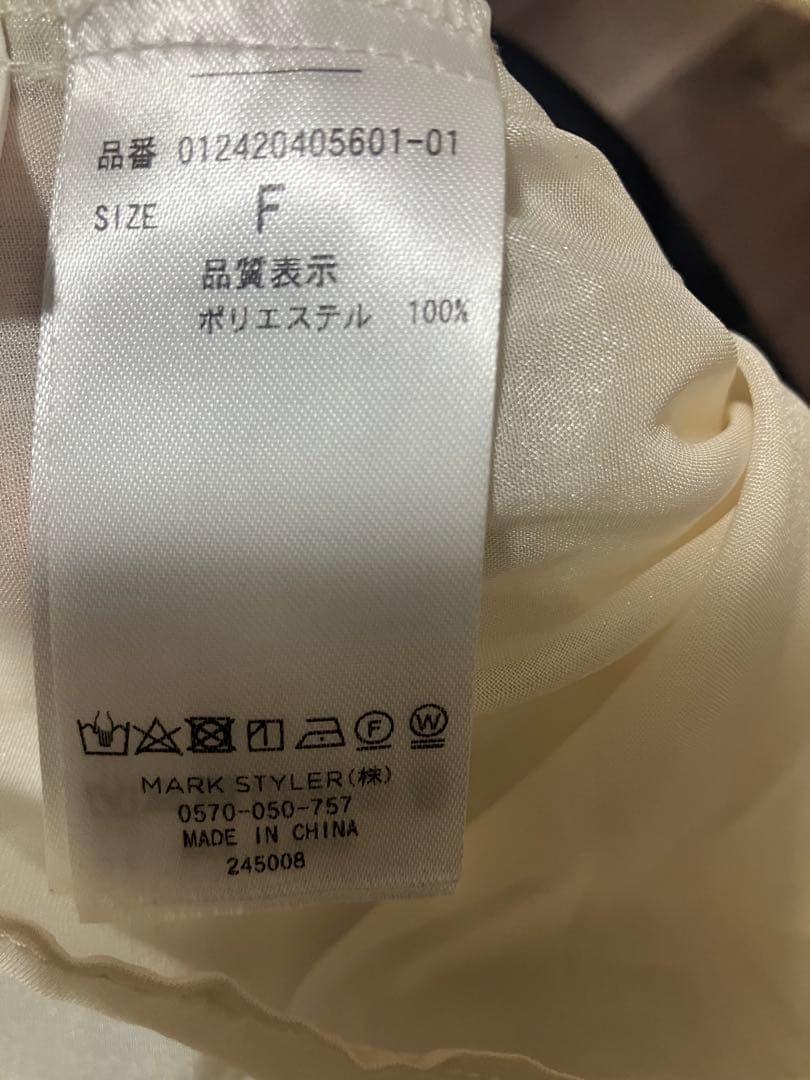 品番 012420405601-01
SIZE F
品質表示
ポリエステル 100%
F W
MARK STYLER(株)
0570-050-757
MADE IN CHINA
245008